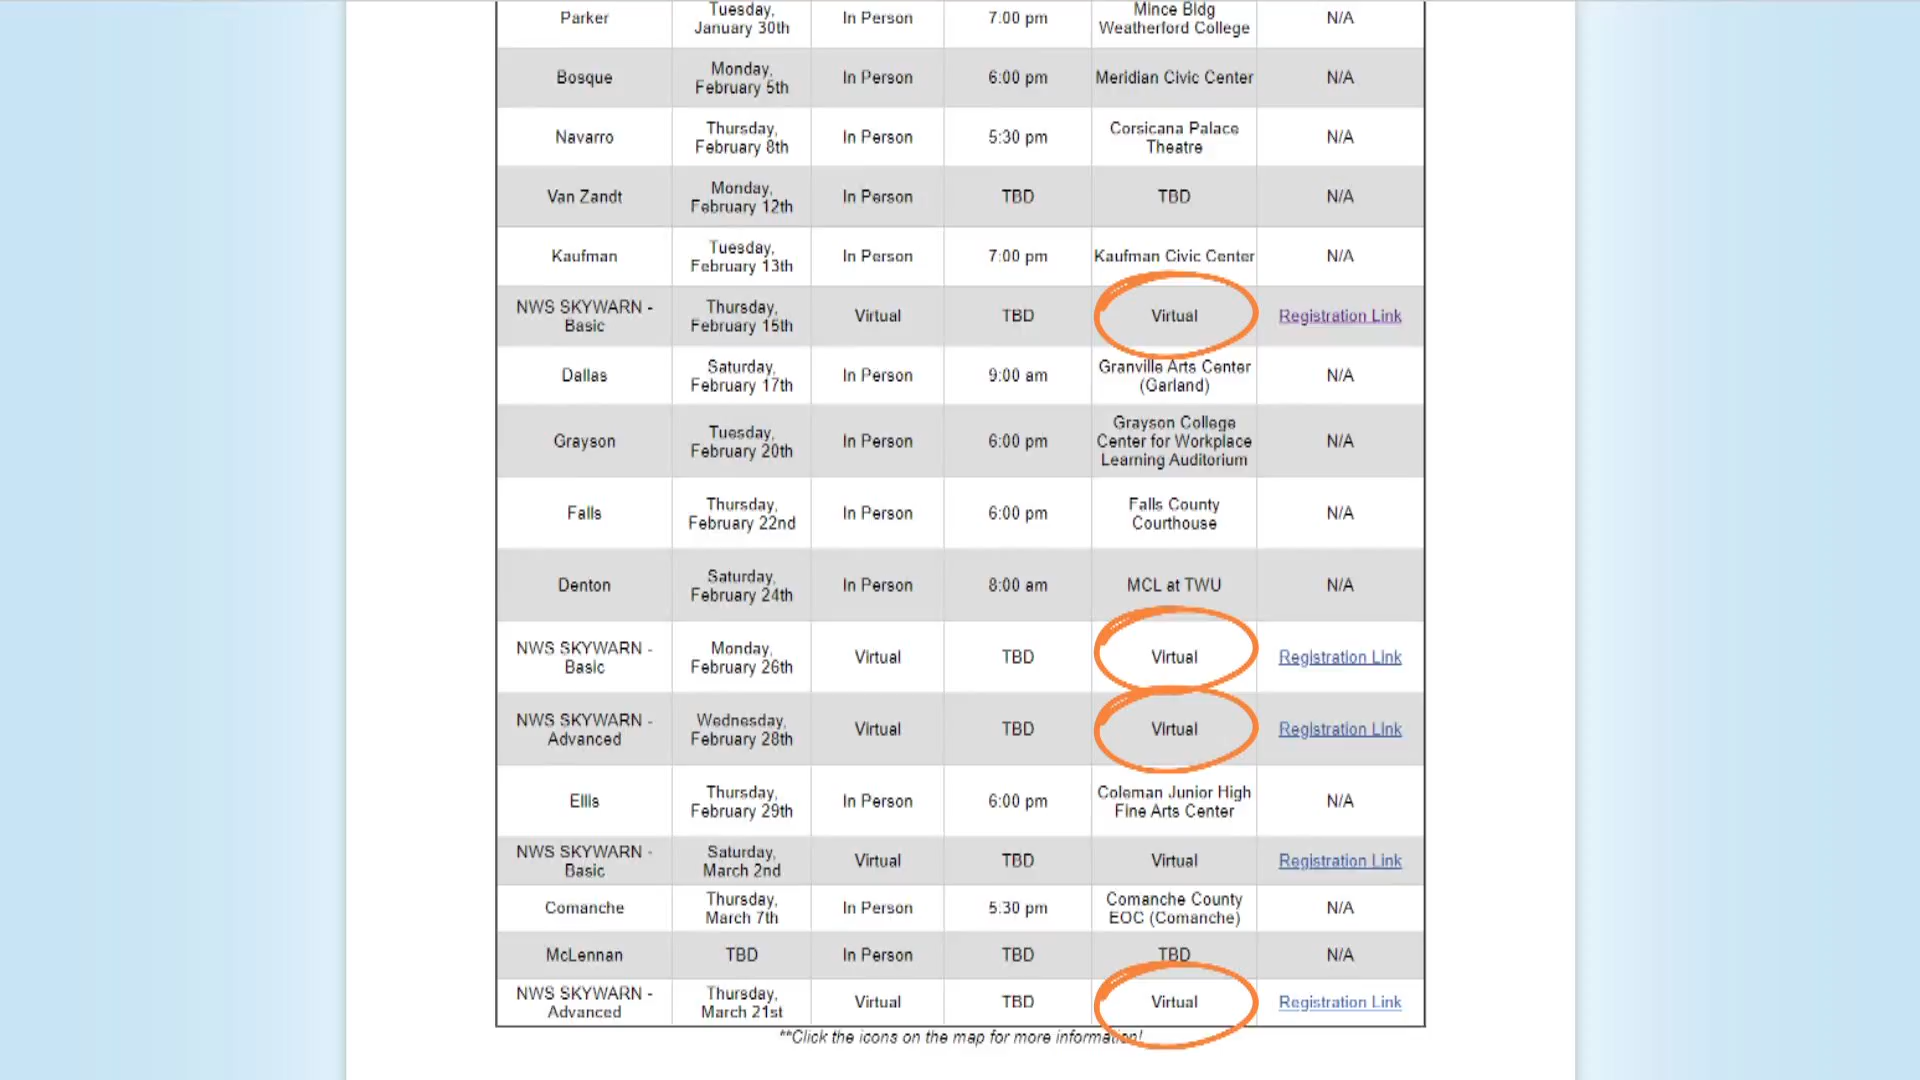 Parker
Tuesday,
January 30th
In Person
7:00 pm
Mince Bldg
Weatherford College
N/A
Bosque
Monday,
February 5th
In Person
6:00 pm
Meridian Civic Center
N/A
Navarro
Thursday,
February 8th
In Person
5:30 pm
Corsicana Palace
Theatre
N/A
Van Zandt
Monday,
February 12th
In Person
TBD
TBD
N/A
Kaufman
Tuesday,
February 13th
In Person
7:00 pm
Kaufman Civic Center
N/A
NWS SKYWARN -
Basic
Thursday,
February 15th
Virtual
TBD
Virtual
Registration Link
Dallas
Saturday,
February 17th
In Person
9:00 am
Granville Arts Center
(Garland)
N/A
Grayson
Tuesday,
February 20th
In Person
6:00 pm
Grayson College
Center for Workplace
Learning Auditorium
N/A
Falls
Thursday,
February 22nd
In Person
6:00 pm
Falls County
Courthouse
N/A
Denton
Saturday,
February 24th
In Person
8:00 am
MCL at TWU
N/A
NWS SKYWARN -
Basic
Monday,
February 26th
Virtual
TBD
Virtual
Registration Link
NWS SKYWARN -
Advanced
Wednesday,
February 28th
Virtual
TBD
Virtual
Registration Link
Ellis
Thursday,
February 29th
In Person
6:00 pm
Coleman Junior High
Fine Arts Center
N/A
NWS SKYWARN -
Basic
Saturday,
March 2nd
Virtual
TBD
Virtual
Registration Link
Comanche
Thursday,
March 7th
In Person
5:30 pm
Comanche County
EOC (Comanche)
N/A
McLennan
TBD
In Person
TBD
TBD
N/A
NWS SKYWARN -
Advanced
Thursday,
March 21st
Virtual
TBD
Virtual
Registration Link
**Click the icons on the map for more information!